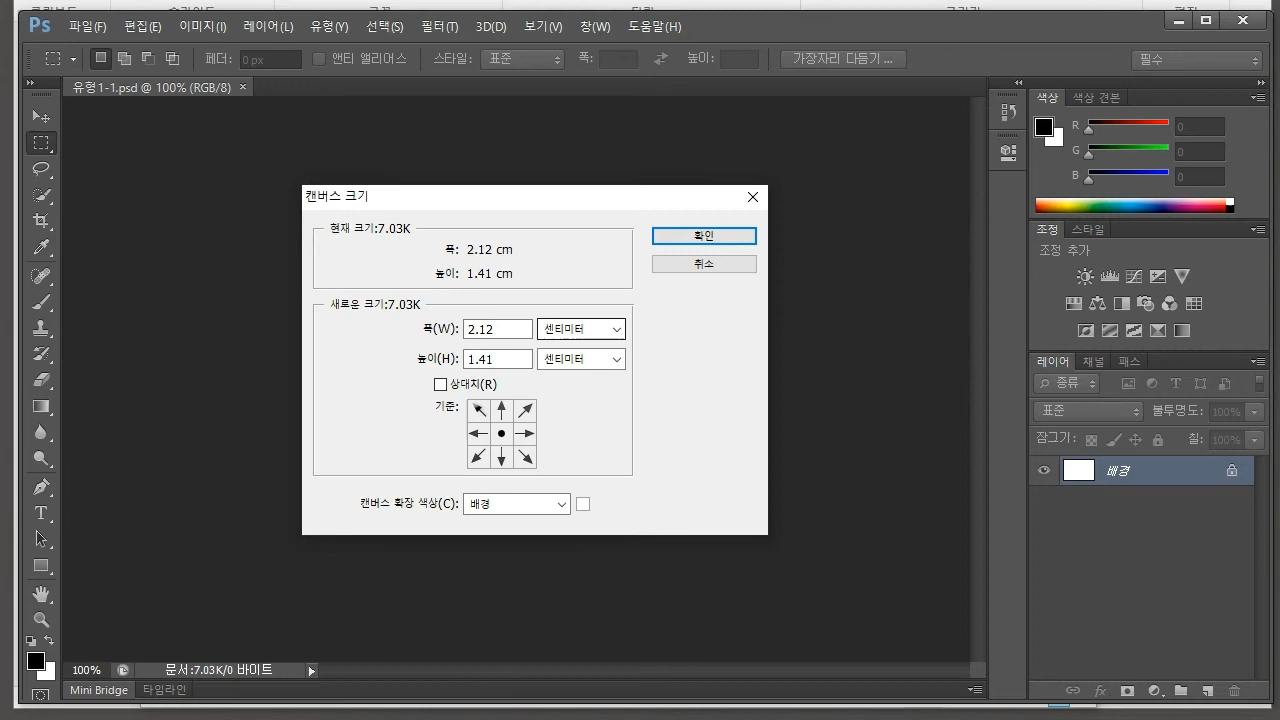 Ps 파일(F) 편집(E) 이미지(I) 레이어(L) 유형(Y) 선택(S) 필터(T) 3D(D) 보기(V) 창(W) 도움말(H)
페더: 0 px 앤티 앨리어스 스타일: 표준 폭: 높이: 가장자리 다듬기 ... 필수
유형1-1.psd @ 100% (RGB/8) ×
색상 색상 견본
R 0
G 0
B 0
조정 스타일
조정 추가
레이어 채널 패스
종류
표준 불투명도: 100%
잠그기: 칠: 100%
배경
fx
캔버스 크기
현재 크기:7.03K
폭: 2.12 cm
높이: 1.41 cm
확인
취소
새로운 크기:7.03K
폭(W): 2.12 센티미터
높이(H): 1.41 센티미터
상대치(R)
기준:
캔버스 확장 색상(C): 배경
100% 문서:7.03K/0 바이트
Mini Bridge 타임라인